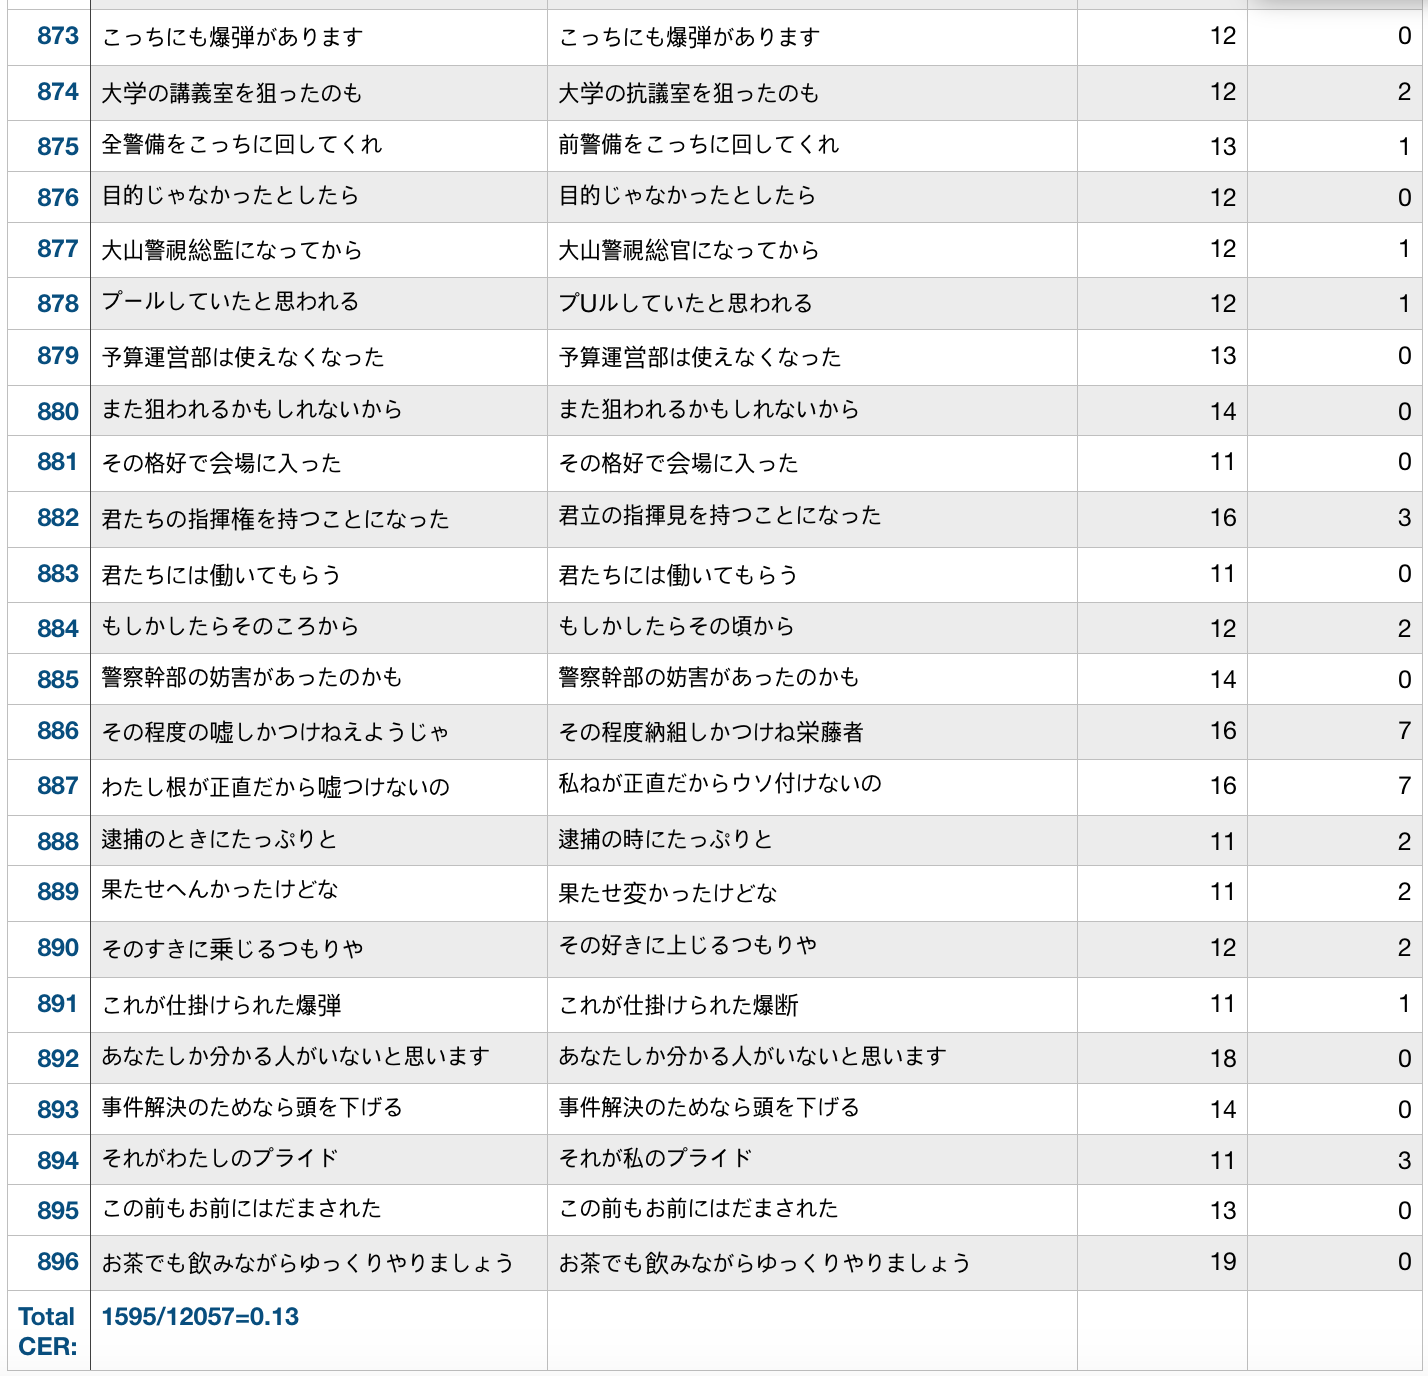 873 こっちにも爆弾があります こっちにも爆弾があります 12 0
874 大学の講義室を狙ったのも 大学の抗議室を狙ったのも 12 2
875 全警備をこっちに回してくれ 前警備をこっちに回してくれ 13 1
876 目的じゃなかったとしたら 目的じゃなかったとしたら 12 0
877 大山警視総監になってから 大山警視総官になってから 12 1
878 プールしていたと思われる プUルしていたと思われる 12 1
879 予算運営部は使えなくなった 予算運営部は使えなくなった 13 0
880 また狙われるかもしれないから また狙われるかもしれないから 14 0
881 その格好で会場に入った その格好で会場に入った 11 0
882 君たちの指揮権を持つことになった 君立の指揮見を持つことになった 16 3
883 君たちには働いてもらう 君たちには働いてもらう 11 0
884 もしかしたらそのころから もしかしたらその頃から 12 2
885 警察幹部の妨害があったのかも 警察幹部の妨害があったのかも 14 0
886 その程度の嘘しかつけねえようじゃ その程度納組しかつけね栄藤者 16 7
887 わたし根が正直だから嘘つけないの 私ねが正直だからウソ付けないの 16 7
888 逮捕のときにたっぷりと 逮捕の時にたっぷりと 11 2
889 果たせへんかったけどな 果たせ変かったけどな 11 2
890 そのすきに乗じるつもりや その好きに上じるつもりや 12 2
891 これが仕掛けられた爆弾 これが仕掛けられた爆断 11 1
892 あなたしか分かる人がいないと思います あなたしか分かる人がいないと思います 18 0
893 事件解決のためなら頭を下げる 事件解決のためなら頭を下げる 14 0
894 それがわたしのプライド それが私のプライド 11 3
895 この前もお前にはだまされた この前もお前にはだまされた 13 0
896 お茶でも飲みながらゆっくりやりましょう お茶でも飲みながらゆっくりやりましょう 19 0
Total 1595/12057=0.13
CER: